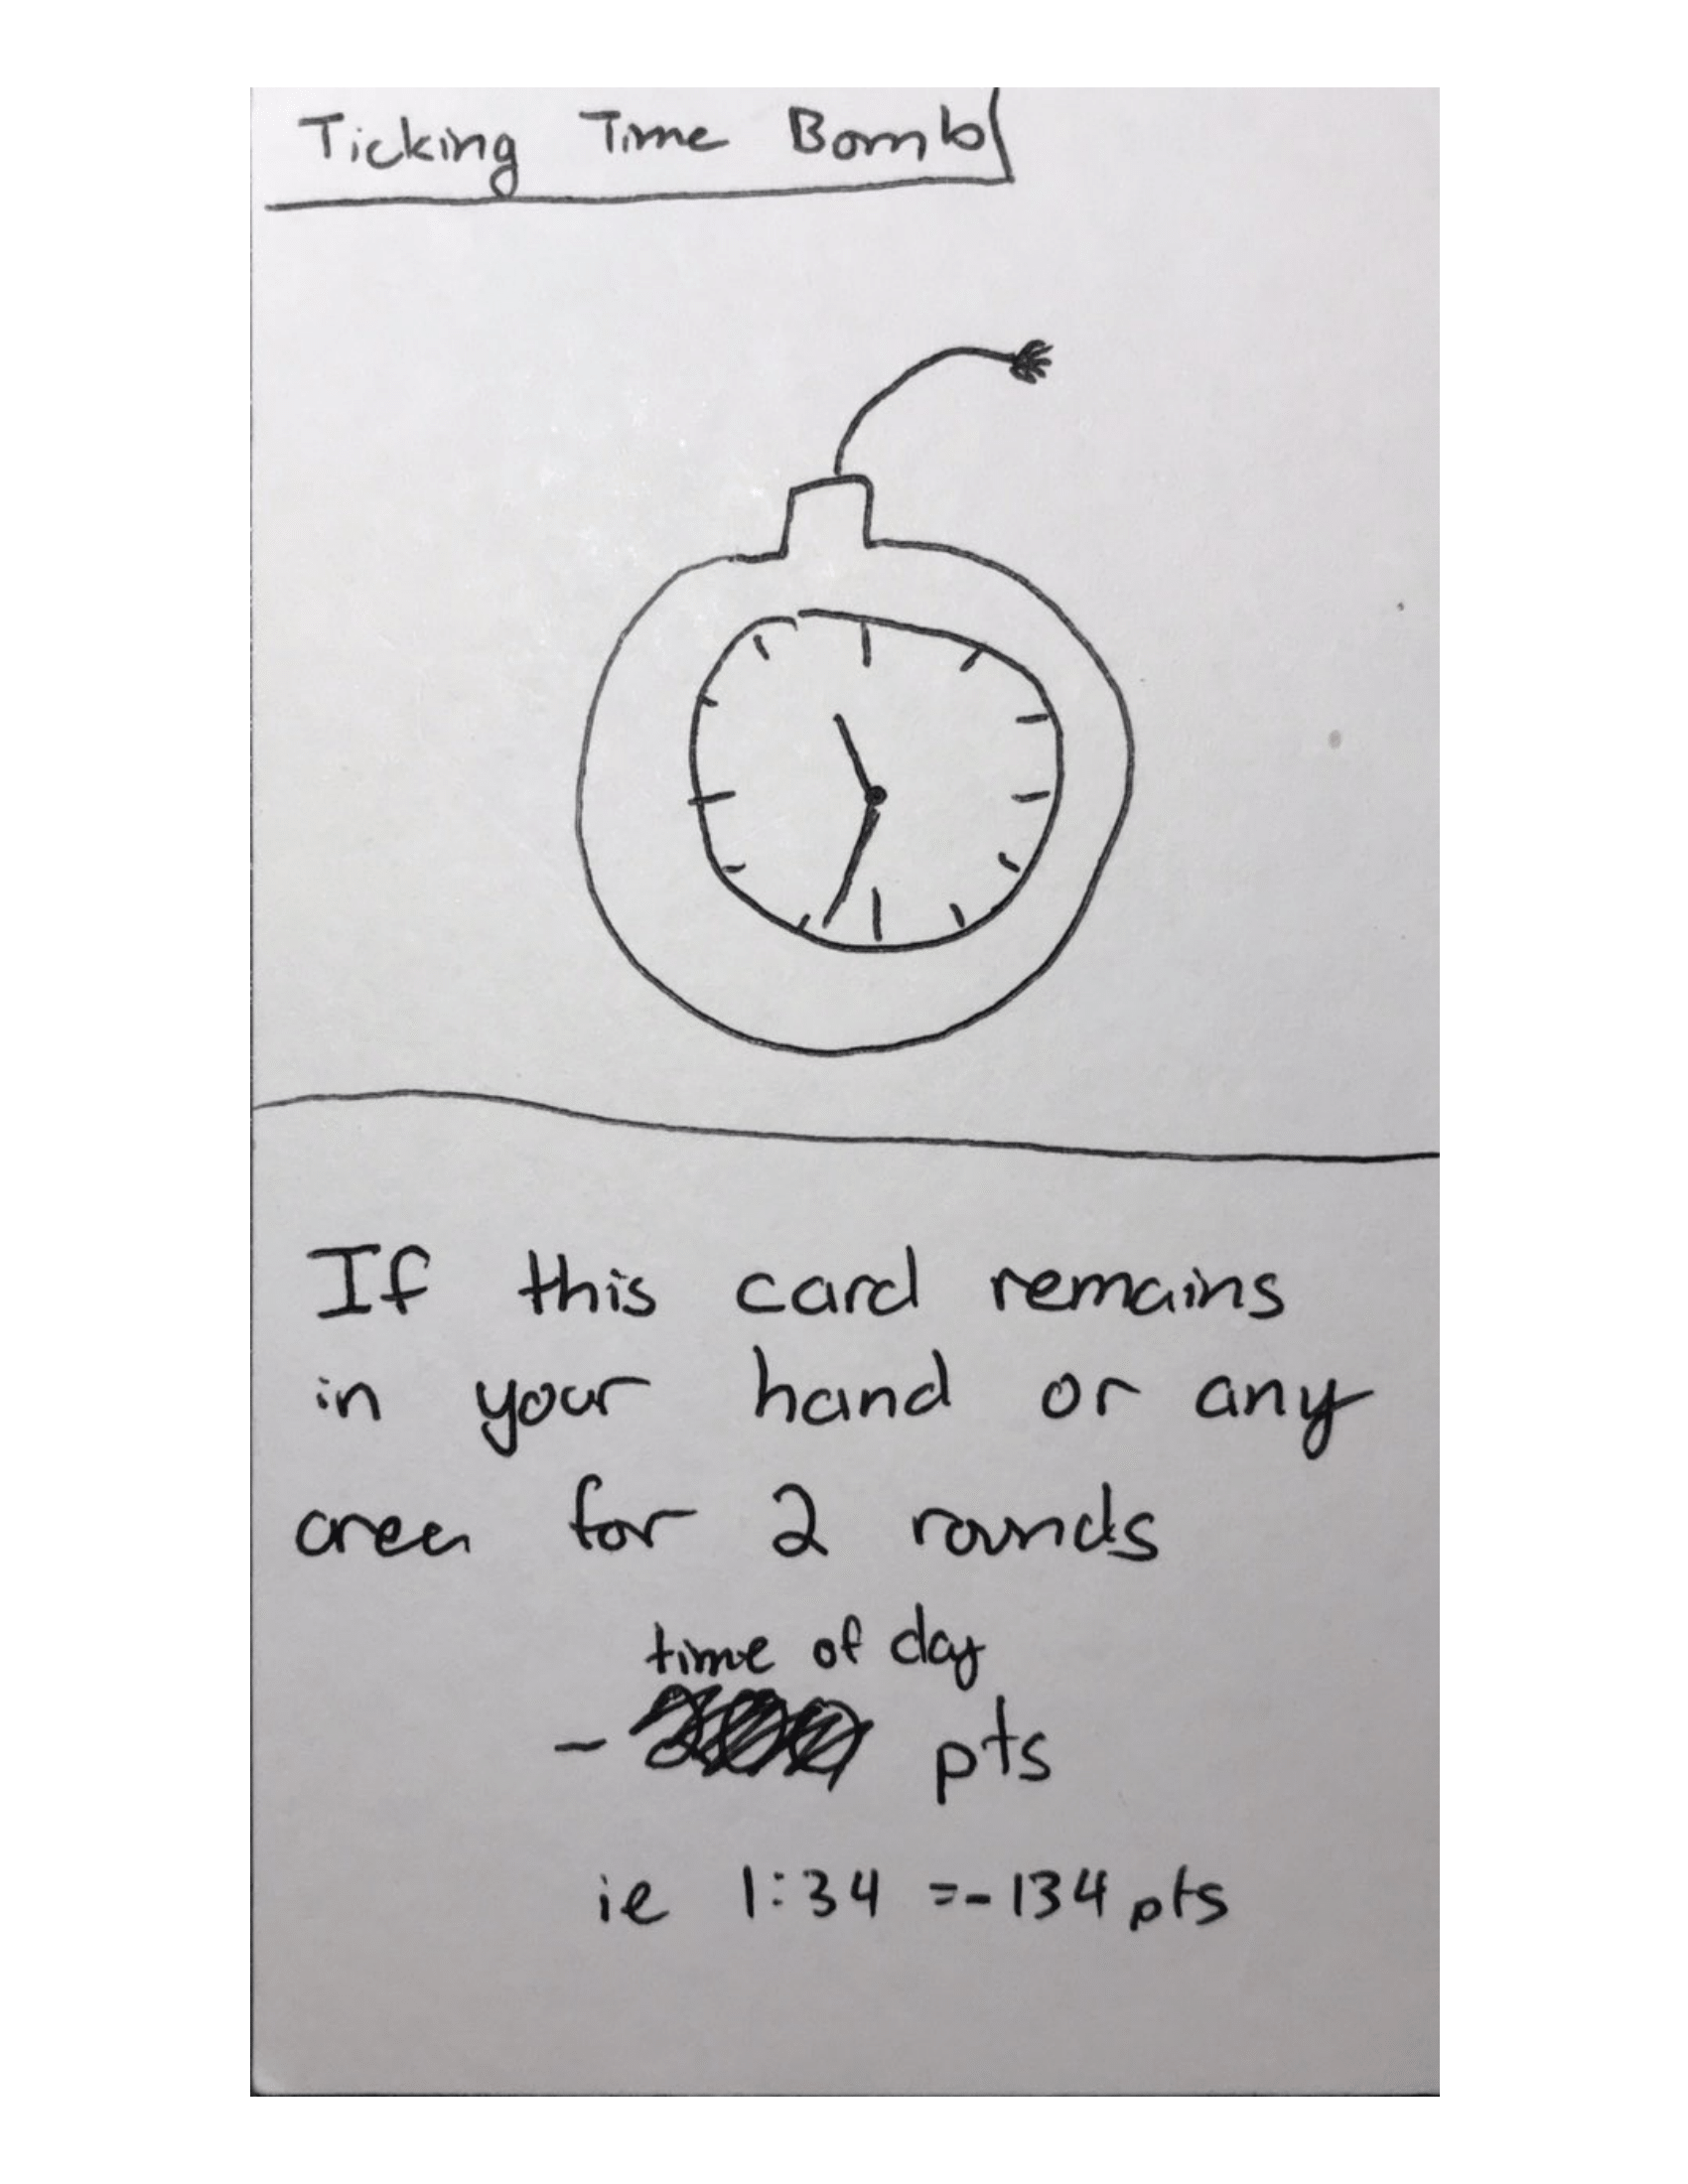 Ticking Time Bomb
If this card remains
in your hand or any
area for 2 rounds
time of day
- pts
ie 1:34 =-134 pts